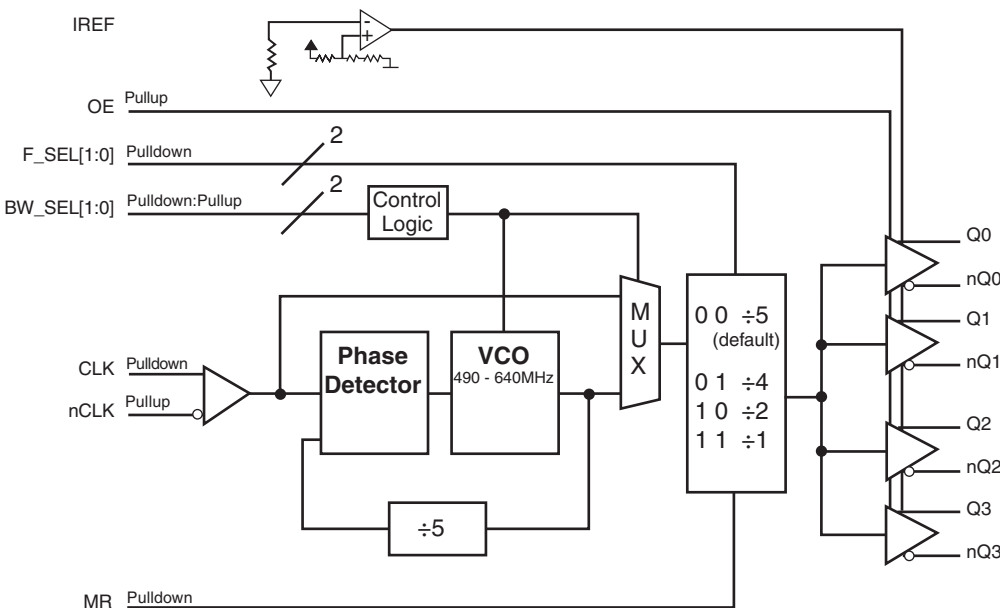 IREF
-
+
OE Pullup
F_SEL[1:0] Pulldown
2
BW_SEL[1:0] Pulldown:Pullup
2
Control
Logic
CLK Pulldown
nCLK Pullup
Phase
Detector
VCO
490 - 640MHz
÷5
M
U
X
0 0 ÷5
(default)
0 1 ÷4
1 0 ÷2
1 1 ÷1
Q0
nQ0
Q1
nQ1
Q2
nQ2
Q3
nQ3
MR Pulldown